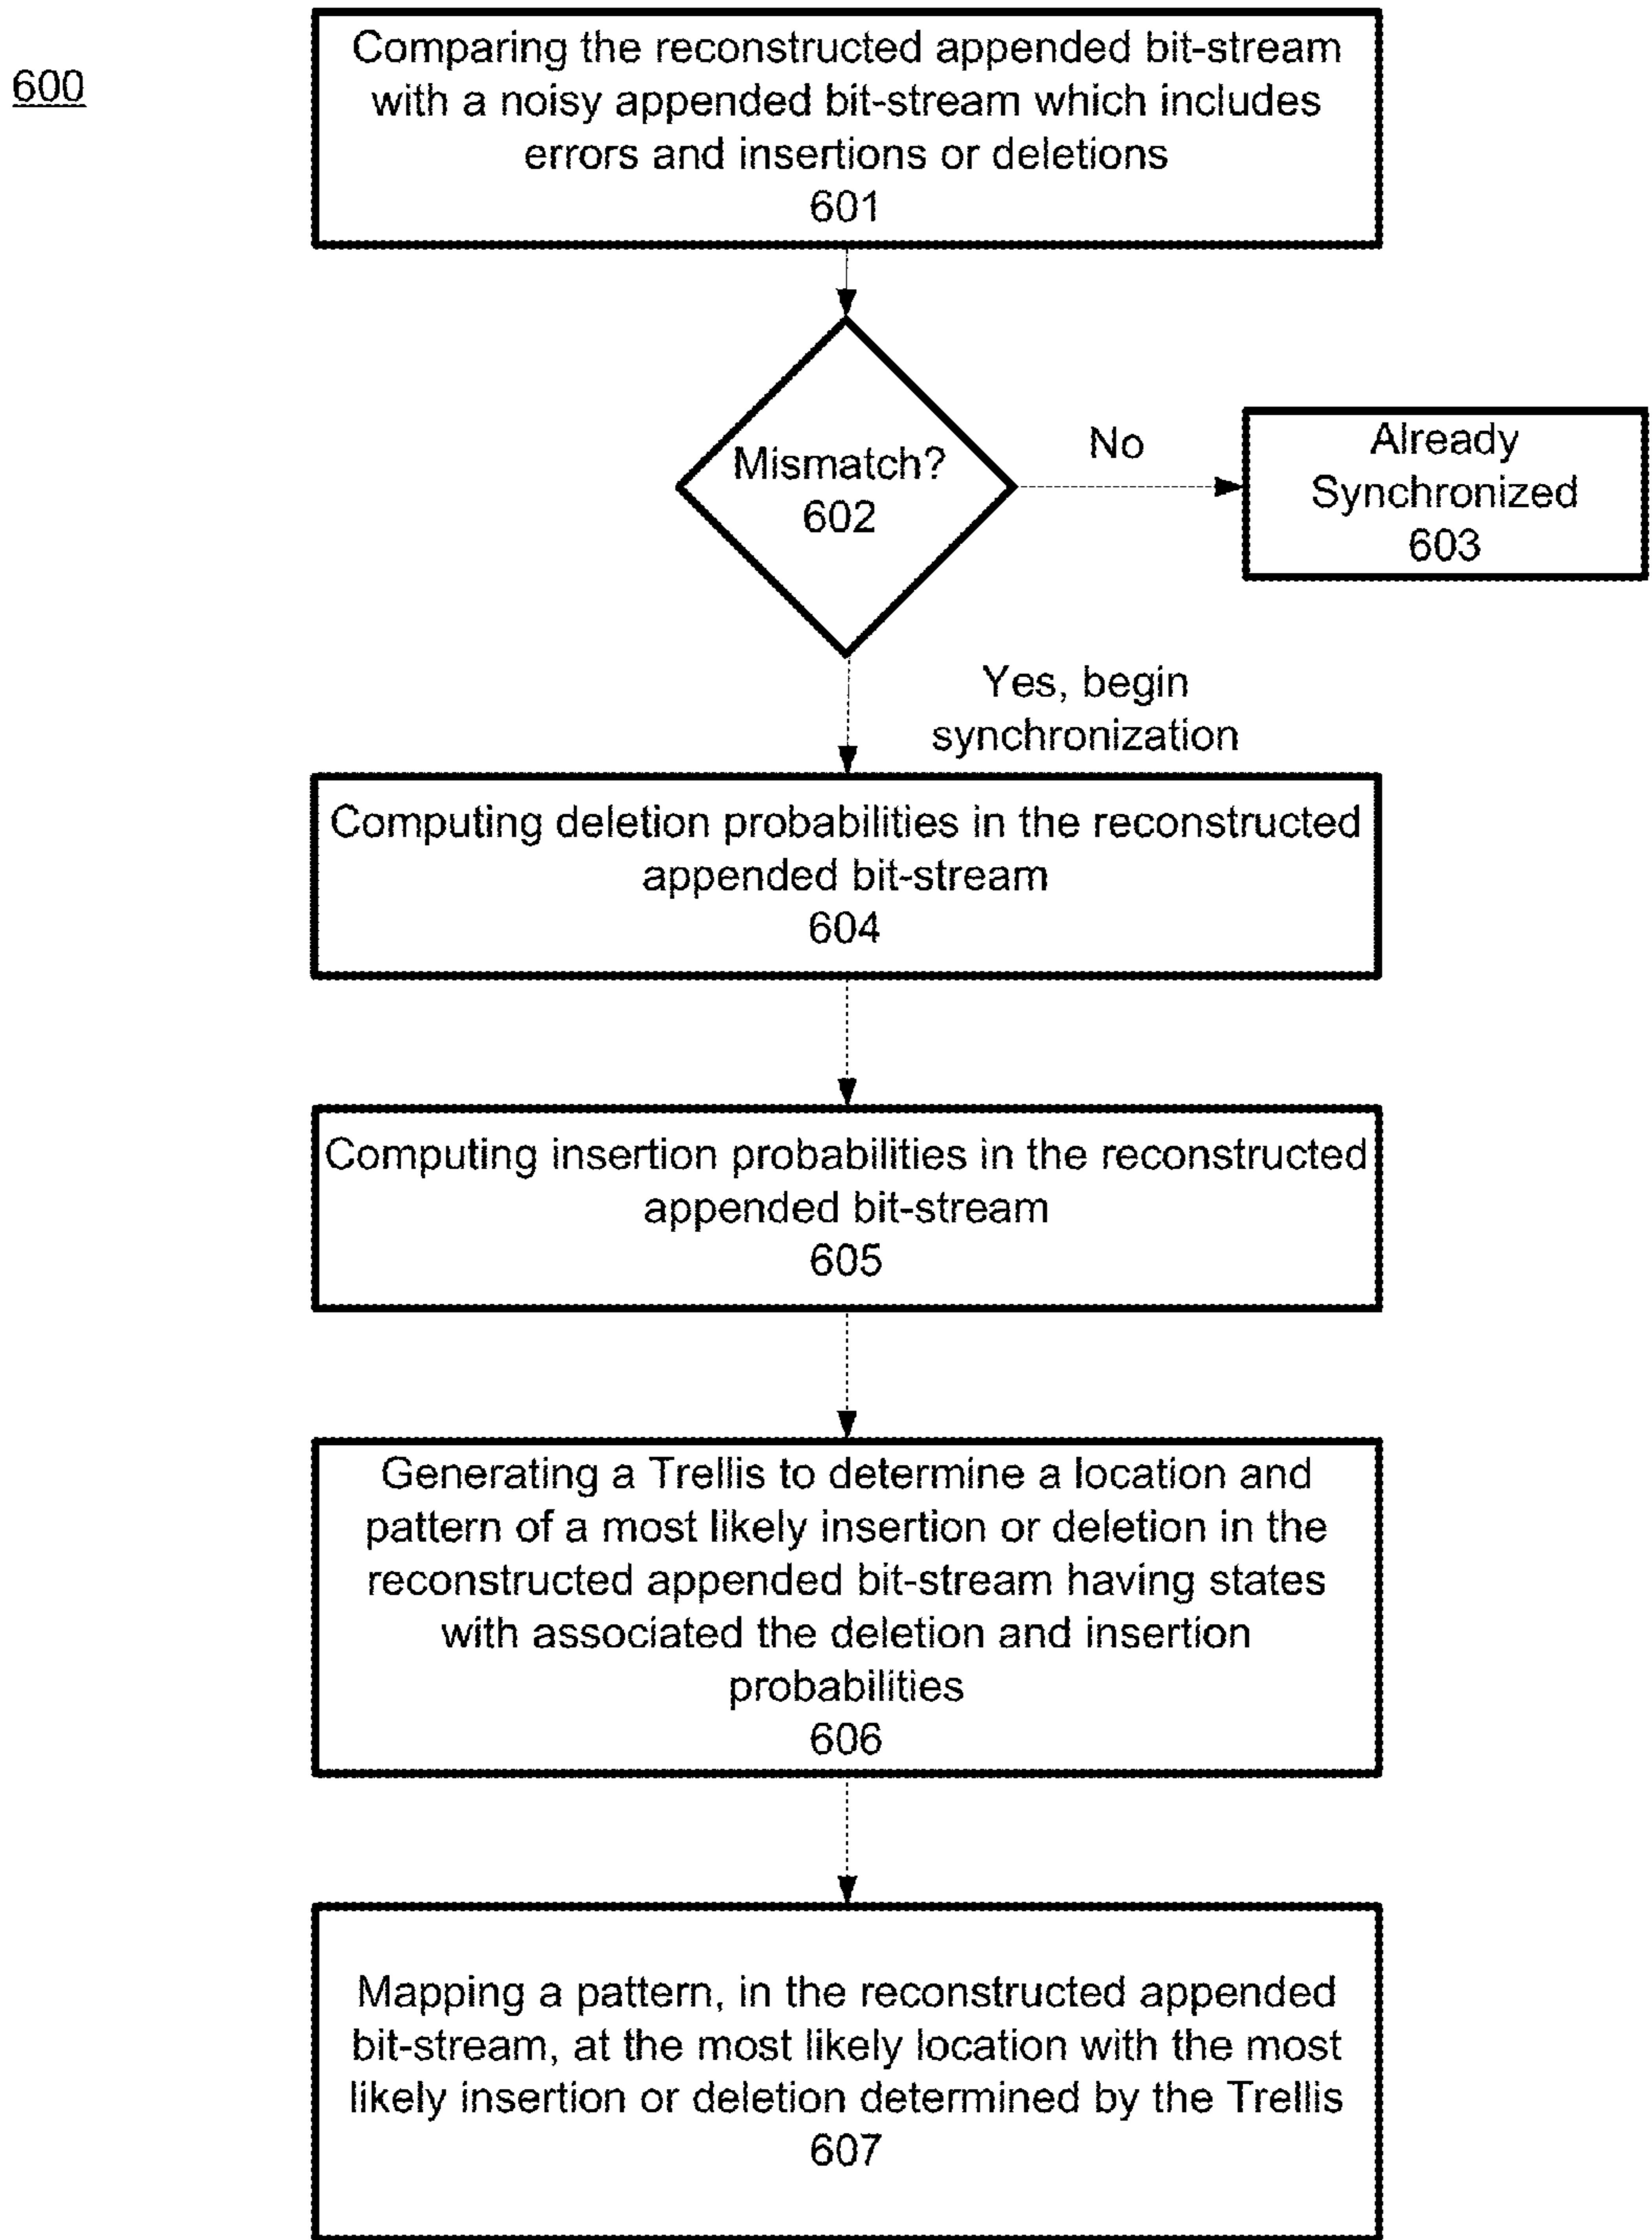 600
Comparing the reconstructed appended bit-stream
with a noisy appended bit-stream which includes
errors and insertions or deletions
601
Mismatch?
602
No
Already
Synchronized
603
Yes, begin
synchronization
Computing deletion probabilities in the reconstructed
appended bit-stream
604
Computing insertion probabilities in the reconstructed
appended bit-stream
605
Generating a Trellis to determine a location and
pattern of a most likely insertion or deletion in the
reconstructed appended bit-stream having states
with associated the deletion and insertion
probabilities
606
Mapping a pattern, in the reconstructed appended
bit-stream, at the most likely location with the most
likely insertion or deletion determined by the Trellis
607